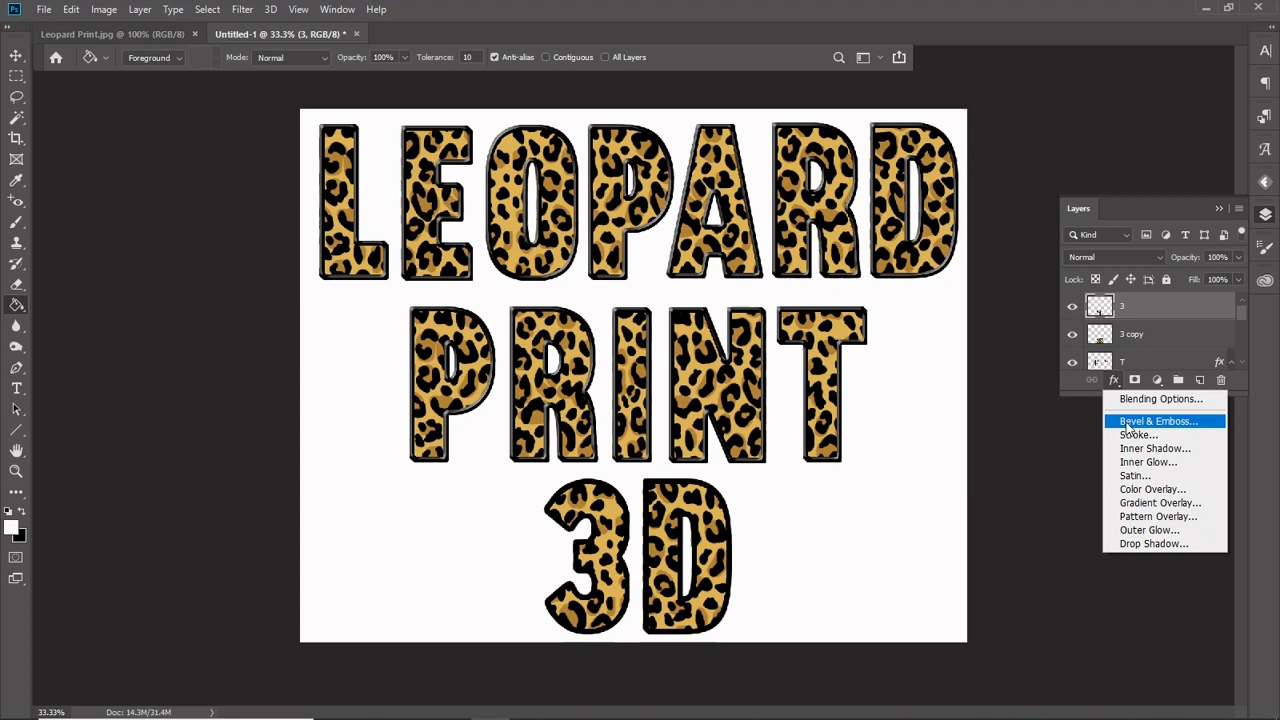 Ps File Edit Image Layer Type Select Filter 3D View Window Help
Leopard Print.jpg @ 100% (RGB/8) × Untitled-1 @ 33.3% (3, RGB/8) * ×
Foreground Mode: Normal Opacity: 100% Tolerance: 10 Anti-alias Contiguous All Layers
LEOPARD
PRINT
3D
Layers
Kind
Normal Opacity: 100%
Lock: Fill: 100%
3
3 copy
T fx
fx
Blending Options...
Bevel & Emboss...
Stroke...
Inner Shadow...
Inner Glow...
Satin...
Color Overlay...
Gradient Overlay...
Pattern Overlay...
Outer Glow...
Drop Shadow...
33.33% Doc: 14.3M/31.4M